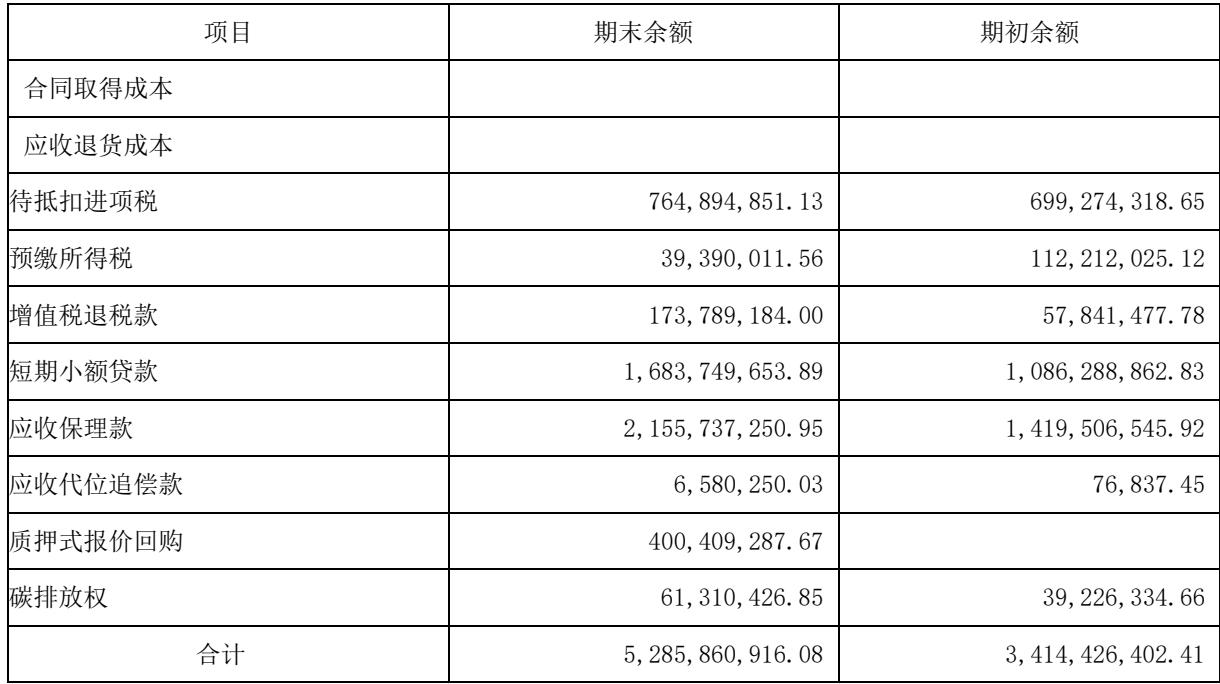 项目 期末余额 期初余额
合同取得成本
应收退货成本
待抵扣进项税 764,894,851.13 699,274,318.65
预缴所得税 39,390,011.56 112,212,025.12
增值税退税款 173,789,184.00 57,841,477.78
短期小额贷款 1,683,749,653.89 1,086,288,862.83
应收保理款 2,155,737,250.95 1,419,506,545.92
应收代位追偿款 6,580,250.03 76,837.45
质押式报价回购 400,409,287.67
碳排放权 61,310,426.85 39,226,334.66
合计 5,285,860,916.08 3,414,426,402.41